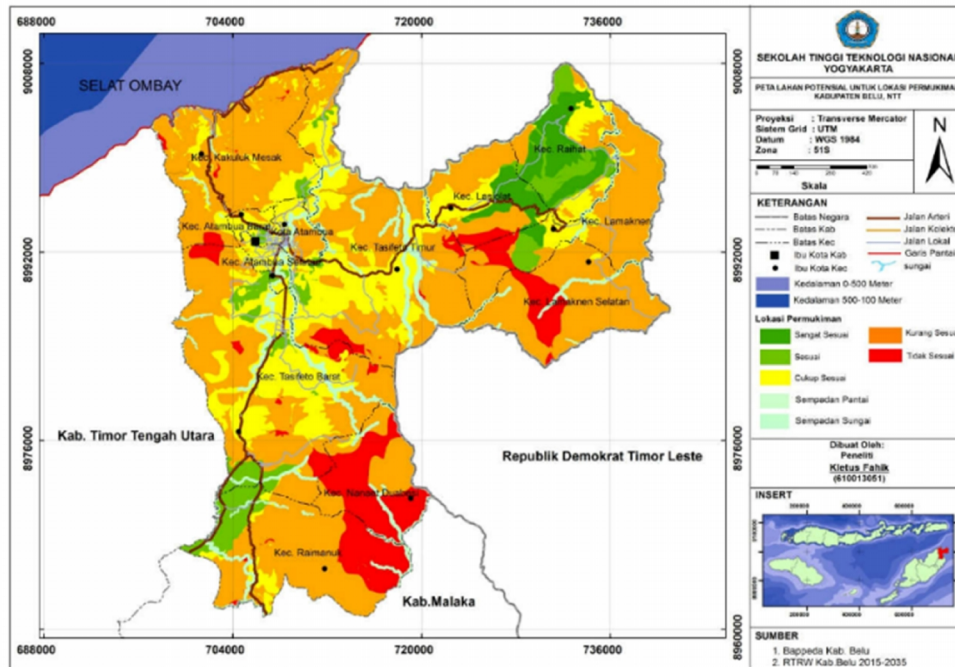 688000 704000 720000 736000
9008000
8992000
8976000
8960000
9008000
8992000
8976000
8960000
SELAT OMBAY
Kec. Kakuluk Mesak
Kec. Raihat
Kec. Lasiolat
Kec. Lamaknen
Kec. Atambua Barat
Kota Atambua
Kec. Tasifeto Timur
Kec. Atambua Selatan
Kec. Lamaknen Selatan
Kec. Tasifeto Barat
Kab. Timor Tengah Utara
Republik Demokrat Timor Leste
Kec. Raimanuk
Kab.Malaka
688000 704000 720000 736000
SEKOLAH TINGGI TEKNOLOGI NASIONAL
YOGYAKARTA
PETA LAHAN POTENSIAL UNTUK LOKASI PERMUKIMAN
KABUPATEN BELU, NTT
Proyeksi : Transverse Mercator
Sistem Grid : UTM
Datum : WGS 1984
Zona : 51S
N
Skala
KETERANGAN
Batas Negara
Batas Kab
Batas Kec
Ibu Kota Kab
Ibu Kota Kec
Jalan Arteri
Jalan Kolekt
Jalan Lokal
Garis Pantai
sungai
Kedalaman 0-500 Meter
Kedalaman 500-100 Meter
Lokasi Permukiman
Sangat Sesuai
Sesuai
Cukup Sesuai
Sempadan Pantai
Sempadan Sungai
Kurang Sesu
Tidak Sesuai
Dibuat Oleh:
Peneliti
Kletus Fahik
(610013051)
INSERT
SUMBER
1. Bappeda Kab. Belu
2. RTRW Kab.Belu 2015-2035